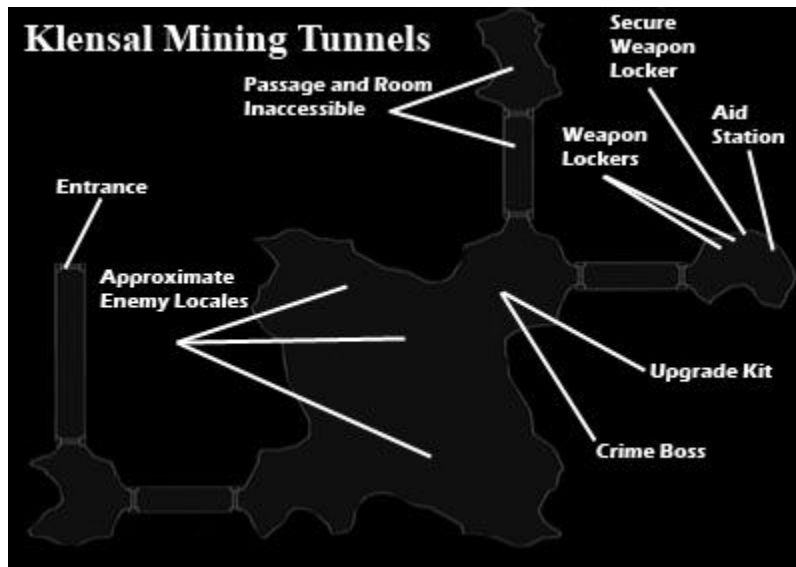 Klensal Mining Tunnels
Secure
Weapon
Locker
Passage and Room
Inaccessible
Aid
Station
Weapon
Lockers
Entrance
Approximate
Enemy Locales
Upgrade Kit
Crime Boss